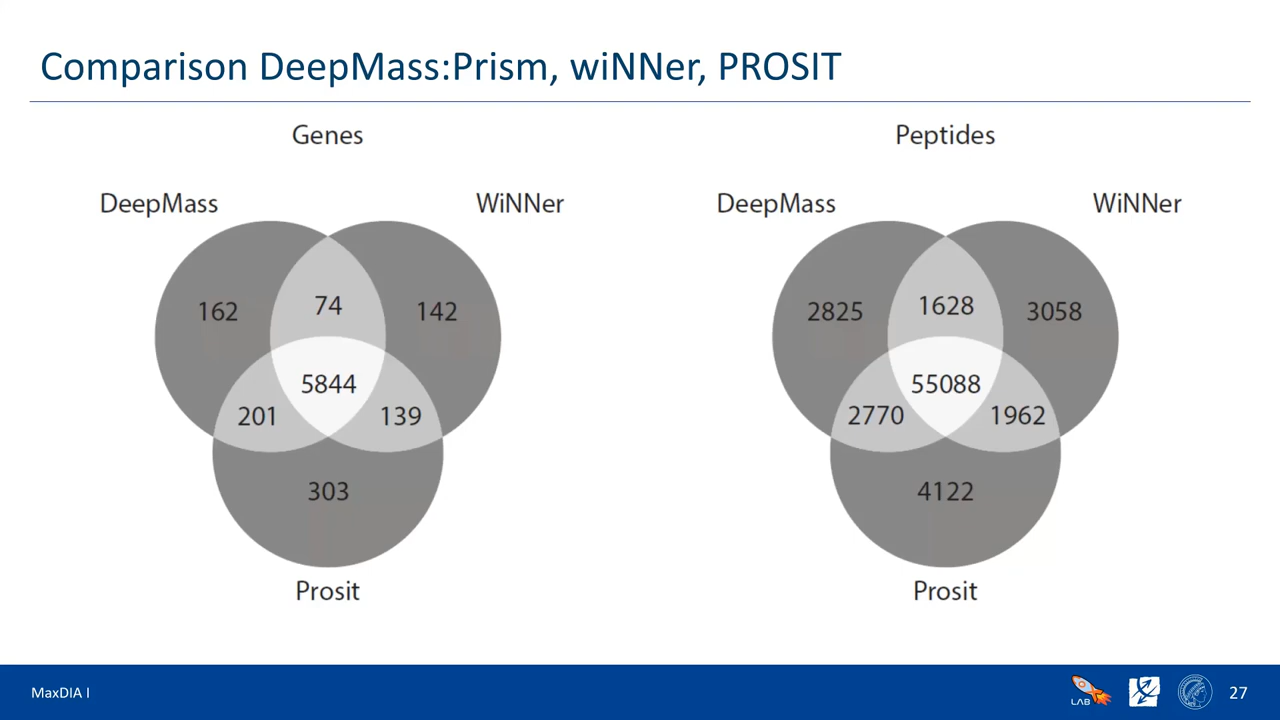 Comparison DeepMass:Prism, wiNNer, PROSIT
Genes
DeepMass
WiNNer
162
74
142
5844
201
139
303
Prosit
Peptides
DeepMass
WiNNer
2825
1628
3058
55088
2770
1962
4122
Prosit
MaxDIA I
LAB
27